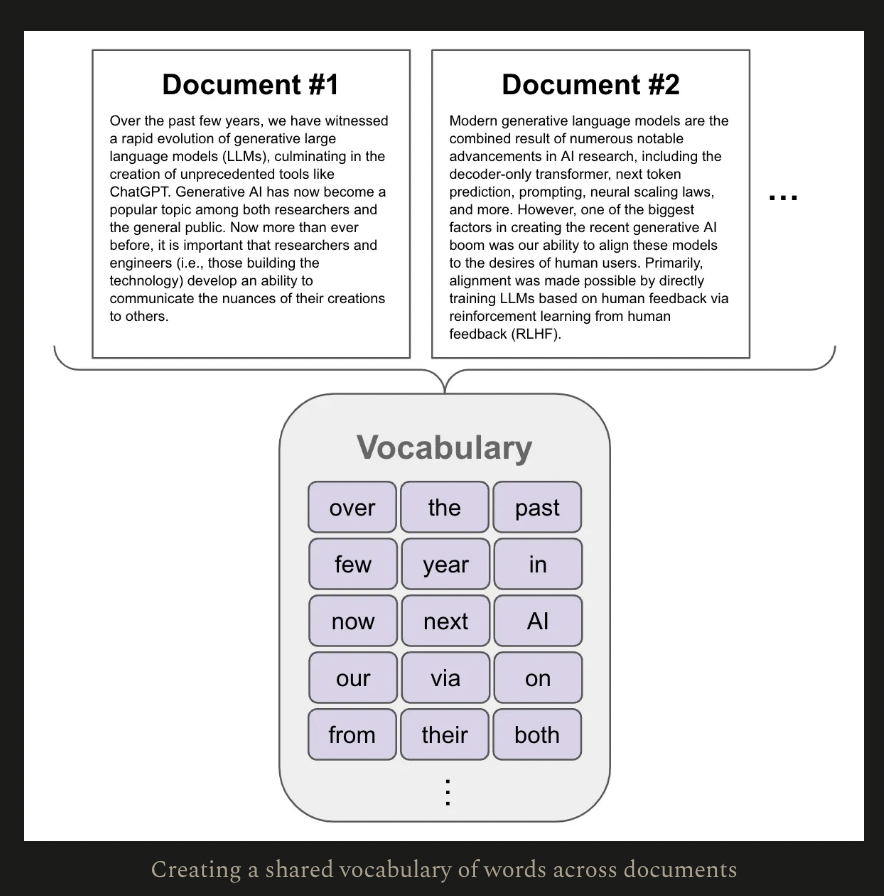 Document #1
Over the past few years, we have witnessed
a rapid evolution of generative large
language models (LLMs), culminating in the
creation of unprecedented tools like
ChatGPT. Generative AI has now become a
popular topic among both researchers and
the general public. Now more than ever
before, it is important that researchers and
engineers (i.e., those building the
technology) develop an ability to
communicate the nuances of their creations
to others.
Document #2
Modern generative language models are the
combined result of numerous notable
advancements in AI research, including the
decoder-only transformer, next token
prediction, prompting, neural scaling laws,
and more. However, one of the biggest
factors in creating the recent generative AI
boom was our ability to align these models
to the desires of human users. Primarily,
alignment was made possible by directly
training LLMs based on human feedback via
reinforcement learning from human
feedback (RLHF).
...
Vocabulary
over the past
few year in
now next AI
our via on
from their both
⋮
Creating a shared vocabulary of words across documents